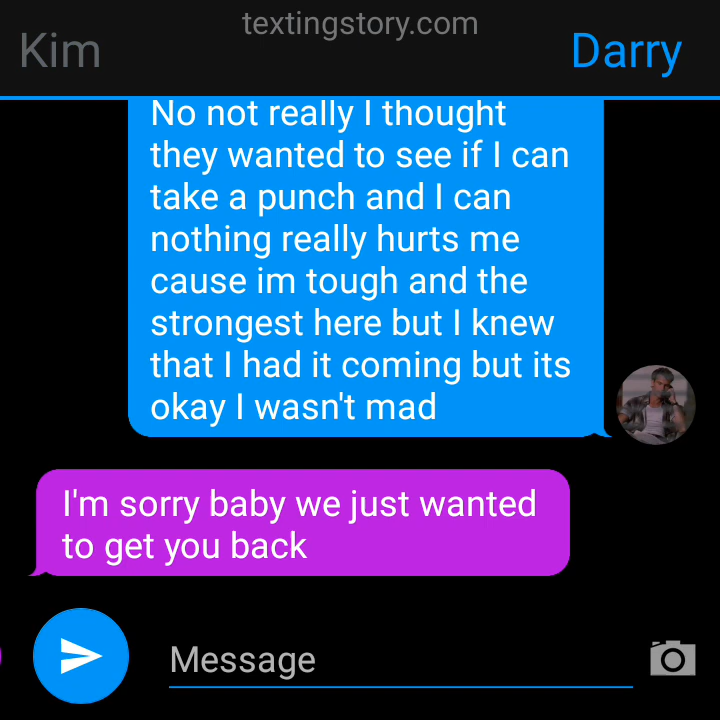 textingstory.com
Kim
Darry
No not really I thought
they wanted to see if I can
take a punch and I can
nothing really hurts me
cause im tough and the
strongest here but I knew
that I had it coming but its
okay I wasn't mad
I'm sorry baby we just wanted
to get you back
Message